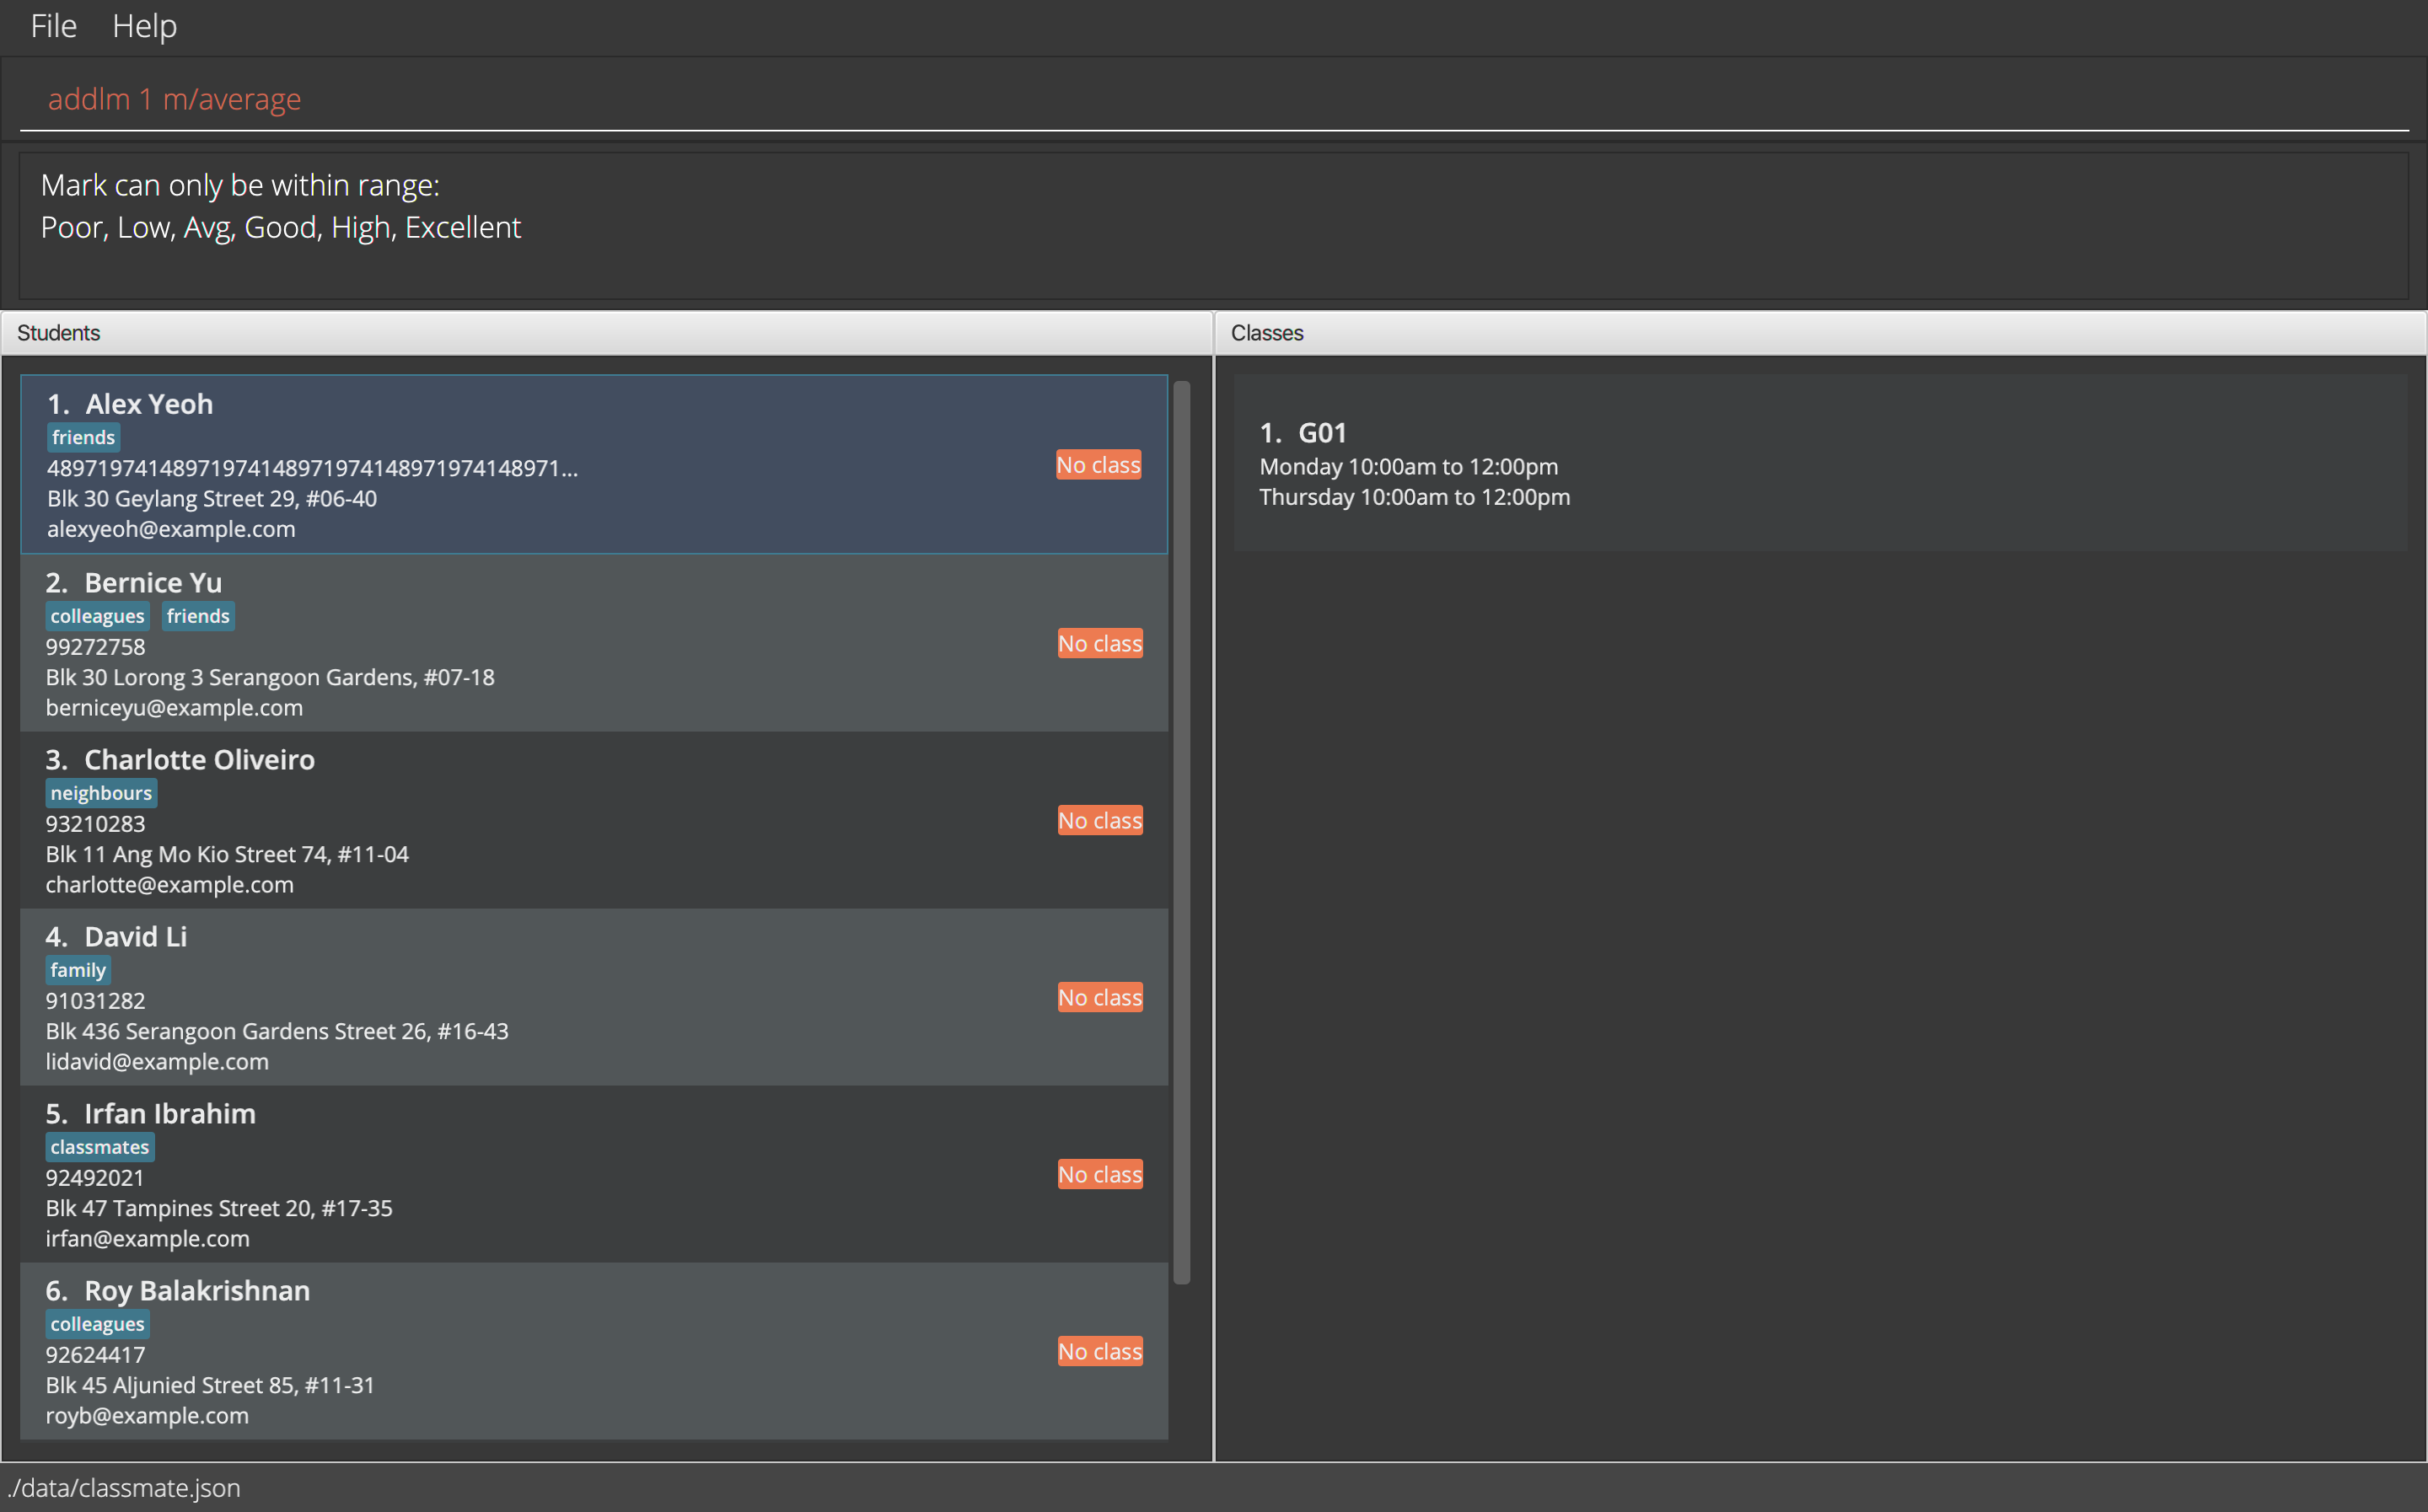 File Help
addlm 1 m/average
Mark can only be within range:
Poor, Low, Avg, Good, High, Excellent
Students
1. Alex Yeoh
friends
4897197414897197414897197414897197414897​1...
Blk 30 Geylang Street 29, #06-40
alexyeoh@example.com
No class
2. Bernice Yu
colleagues friends
99272758
Blk 30 Lorong 3 Serangoon Gardens, #07-18
berniceyu@example.com
No class
3. Charlotte Oliveiro
neighbours
93210283
Blk 11 Ang Mo Kio Street 74, #11-04
charlotte@example.com
No class
4. David Li
family
91031282
Blk 436 Serangoon Gardens Street 26, #16-43
lidavid@example.com
No class
5. Irfan Ibrahim
classmates
92492021
Blk 47 Tampines Street 20, #17-35
irfan@example.com
No class
6. Roy Balakrishnan
colleagues
92624417
Blk 45 Aljunied Street 85, #11-31
royb@example.com
No class
Classes
1. G01
Monday 10:00am to 12:00pm
Thursday 10:00am to 12:00pm
./data/classmate.json